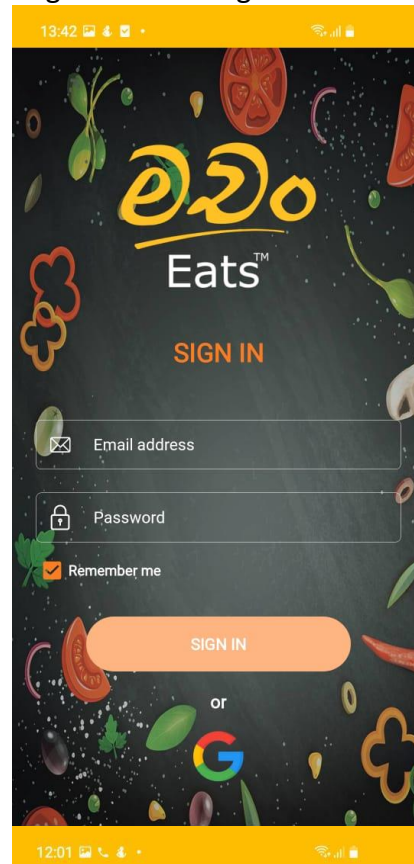 13:42
මචං
Eats™
SIGN IN
Email address
Password
Remember me
SIGN IN
or
12:01